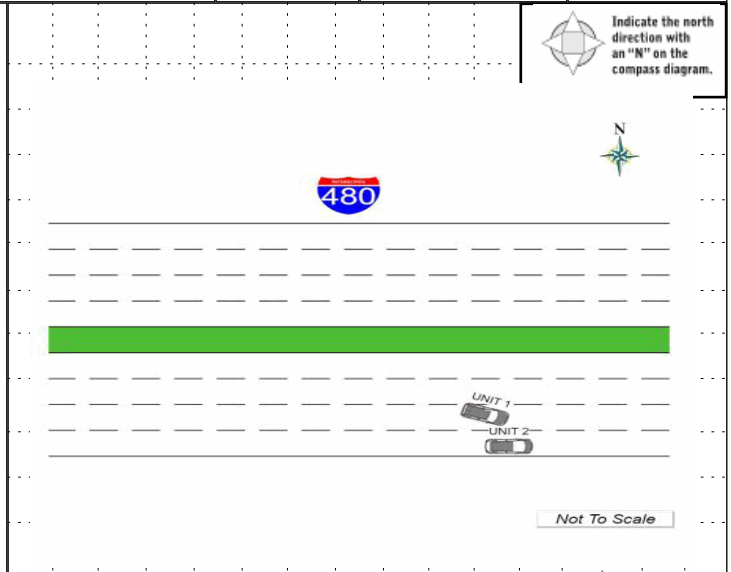 Indicate the north
direction with
an “N” on the
compass diagram.
N
480
UNIT 1
UNIT 2
Not To Scale